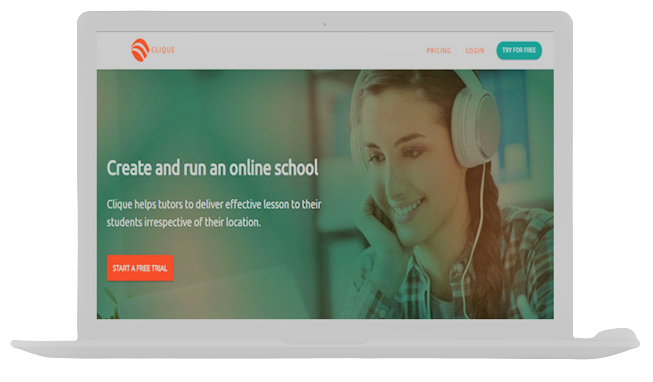 CLIQUE
PRICING
LOGIN
TRY FOR FREE
Create and run an online school
Clique helps tutors to deliver effective lesson to their
students irrespective of their location.
START A FREE TRIAL